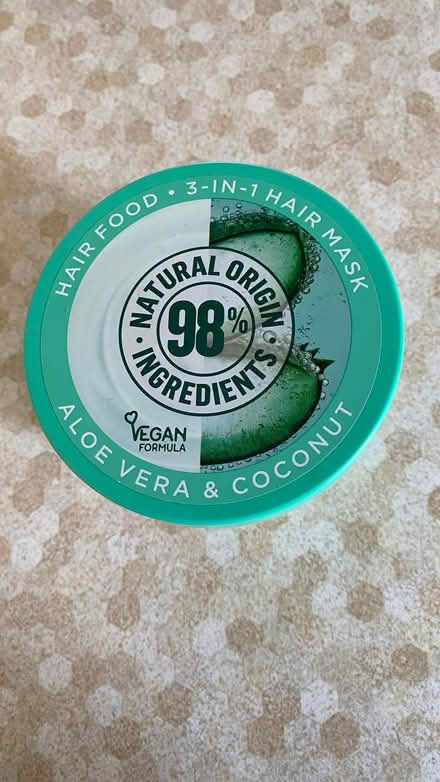 HAIR FOOD • 3-IN-1 HAIR MASK
• NATURAL ORIGIN •
98%
INGREDIENTS
VEGAN
FORMULA
ALOE VERA & COCONUT